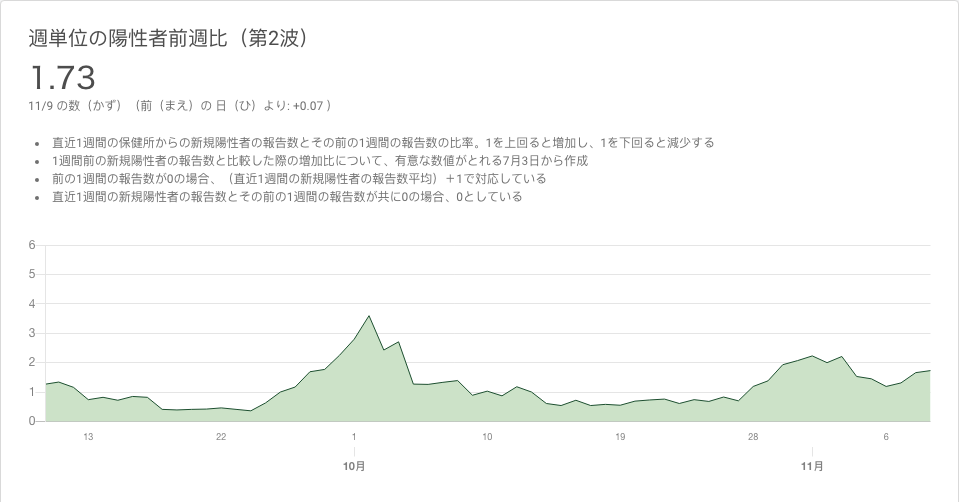 週単位の陽性者前週比（第2波）
1.73
11/9 の数（かず）（前（まえ）の 日（ひ）より: +0.07 ）
• 直近1週間の保健所からの新規陽性者の報告数とその前の1週間の報告数の比率。1を上回ると増加し、1を下回ると減少する
• 1週間前の新規陽性者の報告数と比較した際の増加比について、有意な数値がとれる7月3日から作成
• 前の1週間の報告数が0の場合、（直近1週間の新規陽性者の報告数平均）＋1で対応している
• 直近1週間の新規陽性者の報告数とその前の1週間の報告数が共に0の場合、0としている
6
5
4
3
2
1
0
13 22 1 10 19 28 6
10月 11月